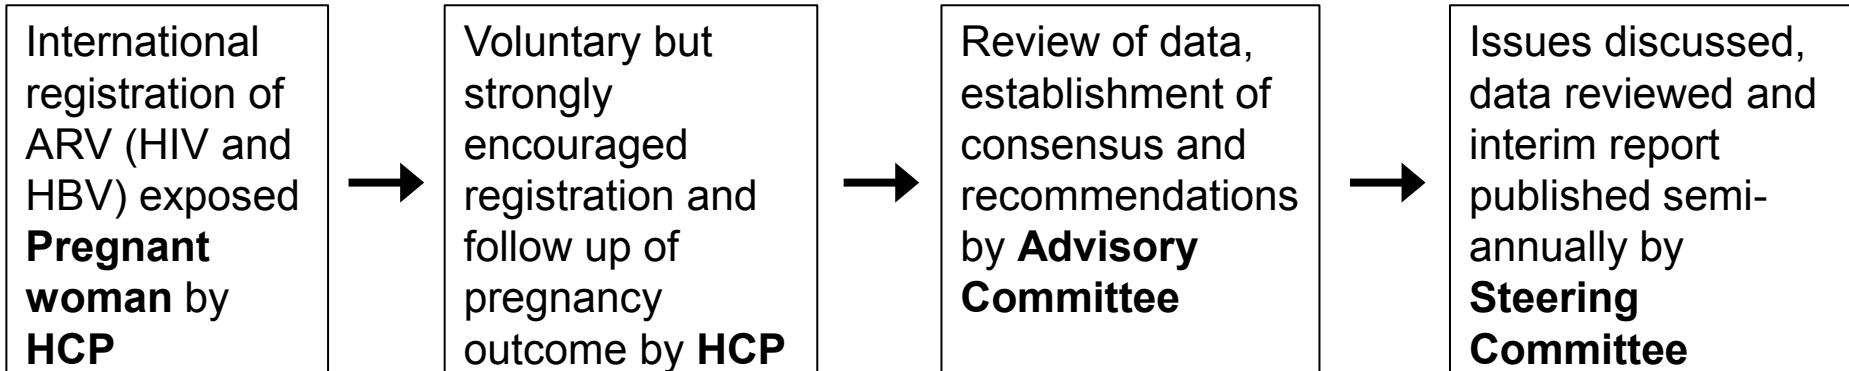 International
registration of
ARV (HIV and
HBV) exposed
Pregnant
woman by
HCP
Voluntary but
strongly
encouraged
registration and
follow up of
pregnancy
outcome by HCP
Review of data,
establishment of
consensus and
recommendations
by Advisory
Committee
Issues discussed,
data reviewed and
interim report
published semi-
annually by
Steering
Committee